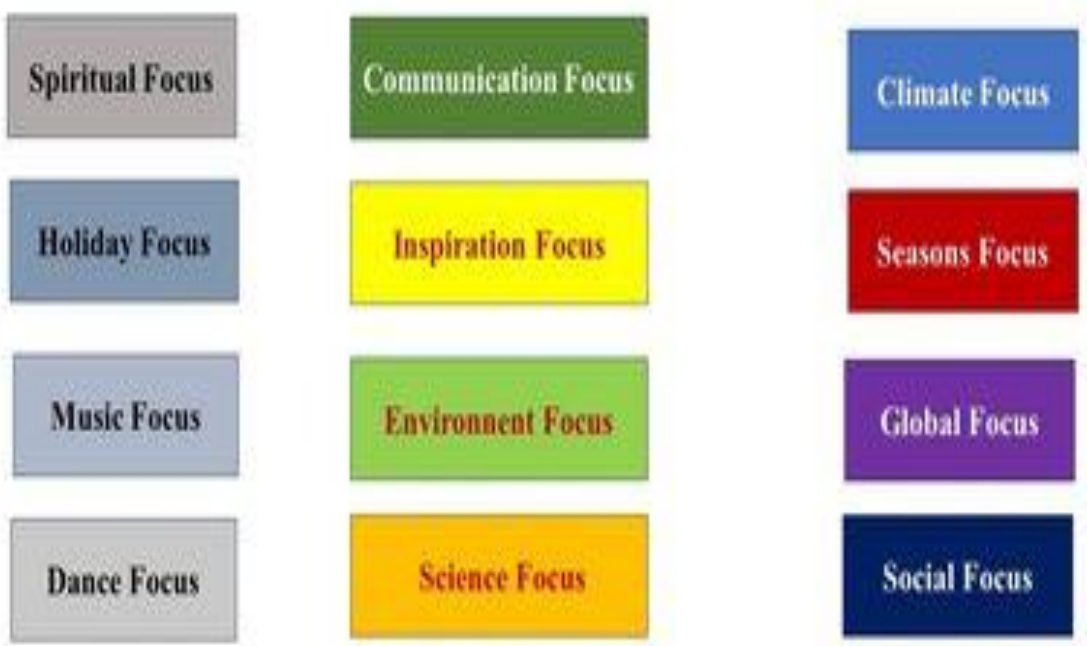 Spiritual Focus
Communication Focus
Climate Focus
Holiday Focus
Inspiration Focus
Seasons Focus
Music Focus
Environnent Focus
Global Focus
Dance Focus
Science Focus
Social Focus